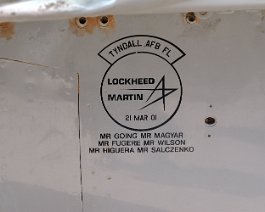 TYNDALL AFB FL
LOCKHEED
MARTIN
21 MAR 01
MR GOING MR MAGYAR
MR FUGERE MR WILSON
MR HIGUERA MR SALCZENKO